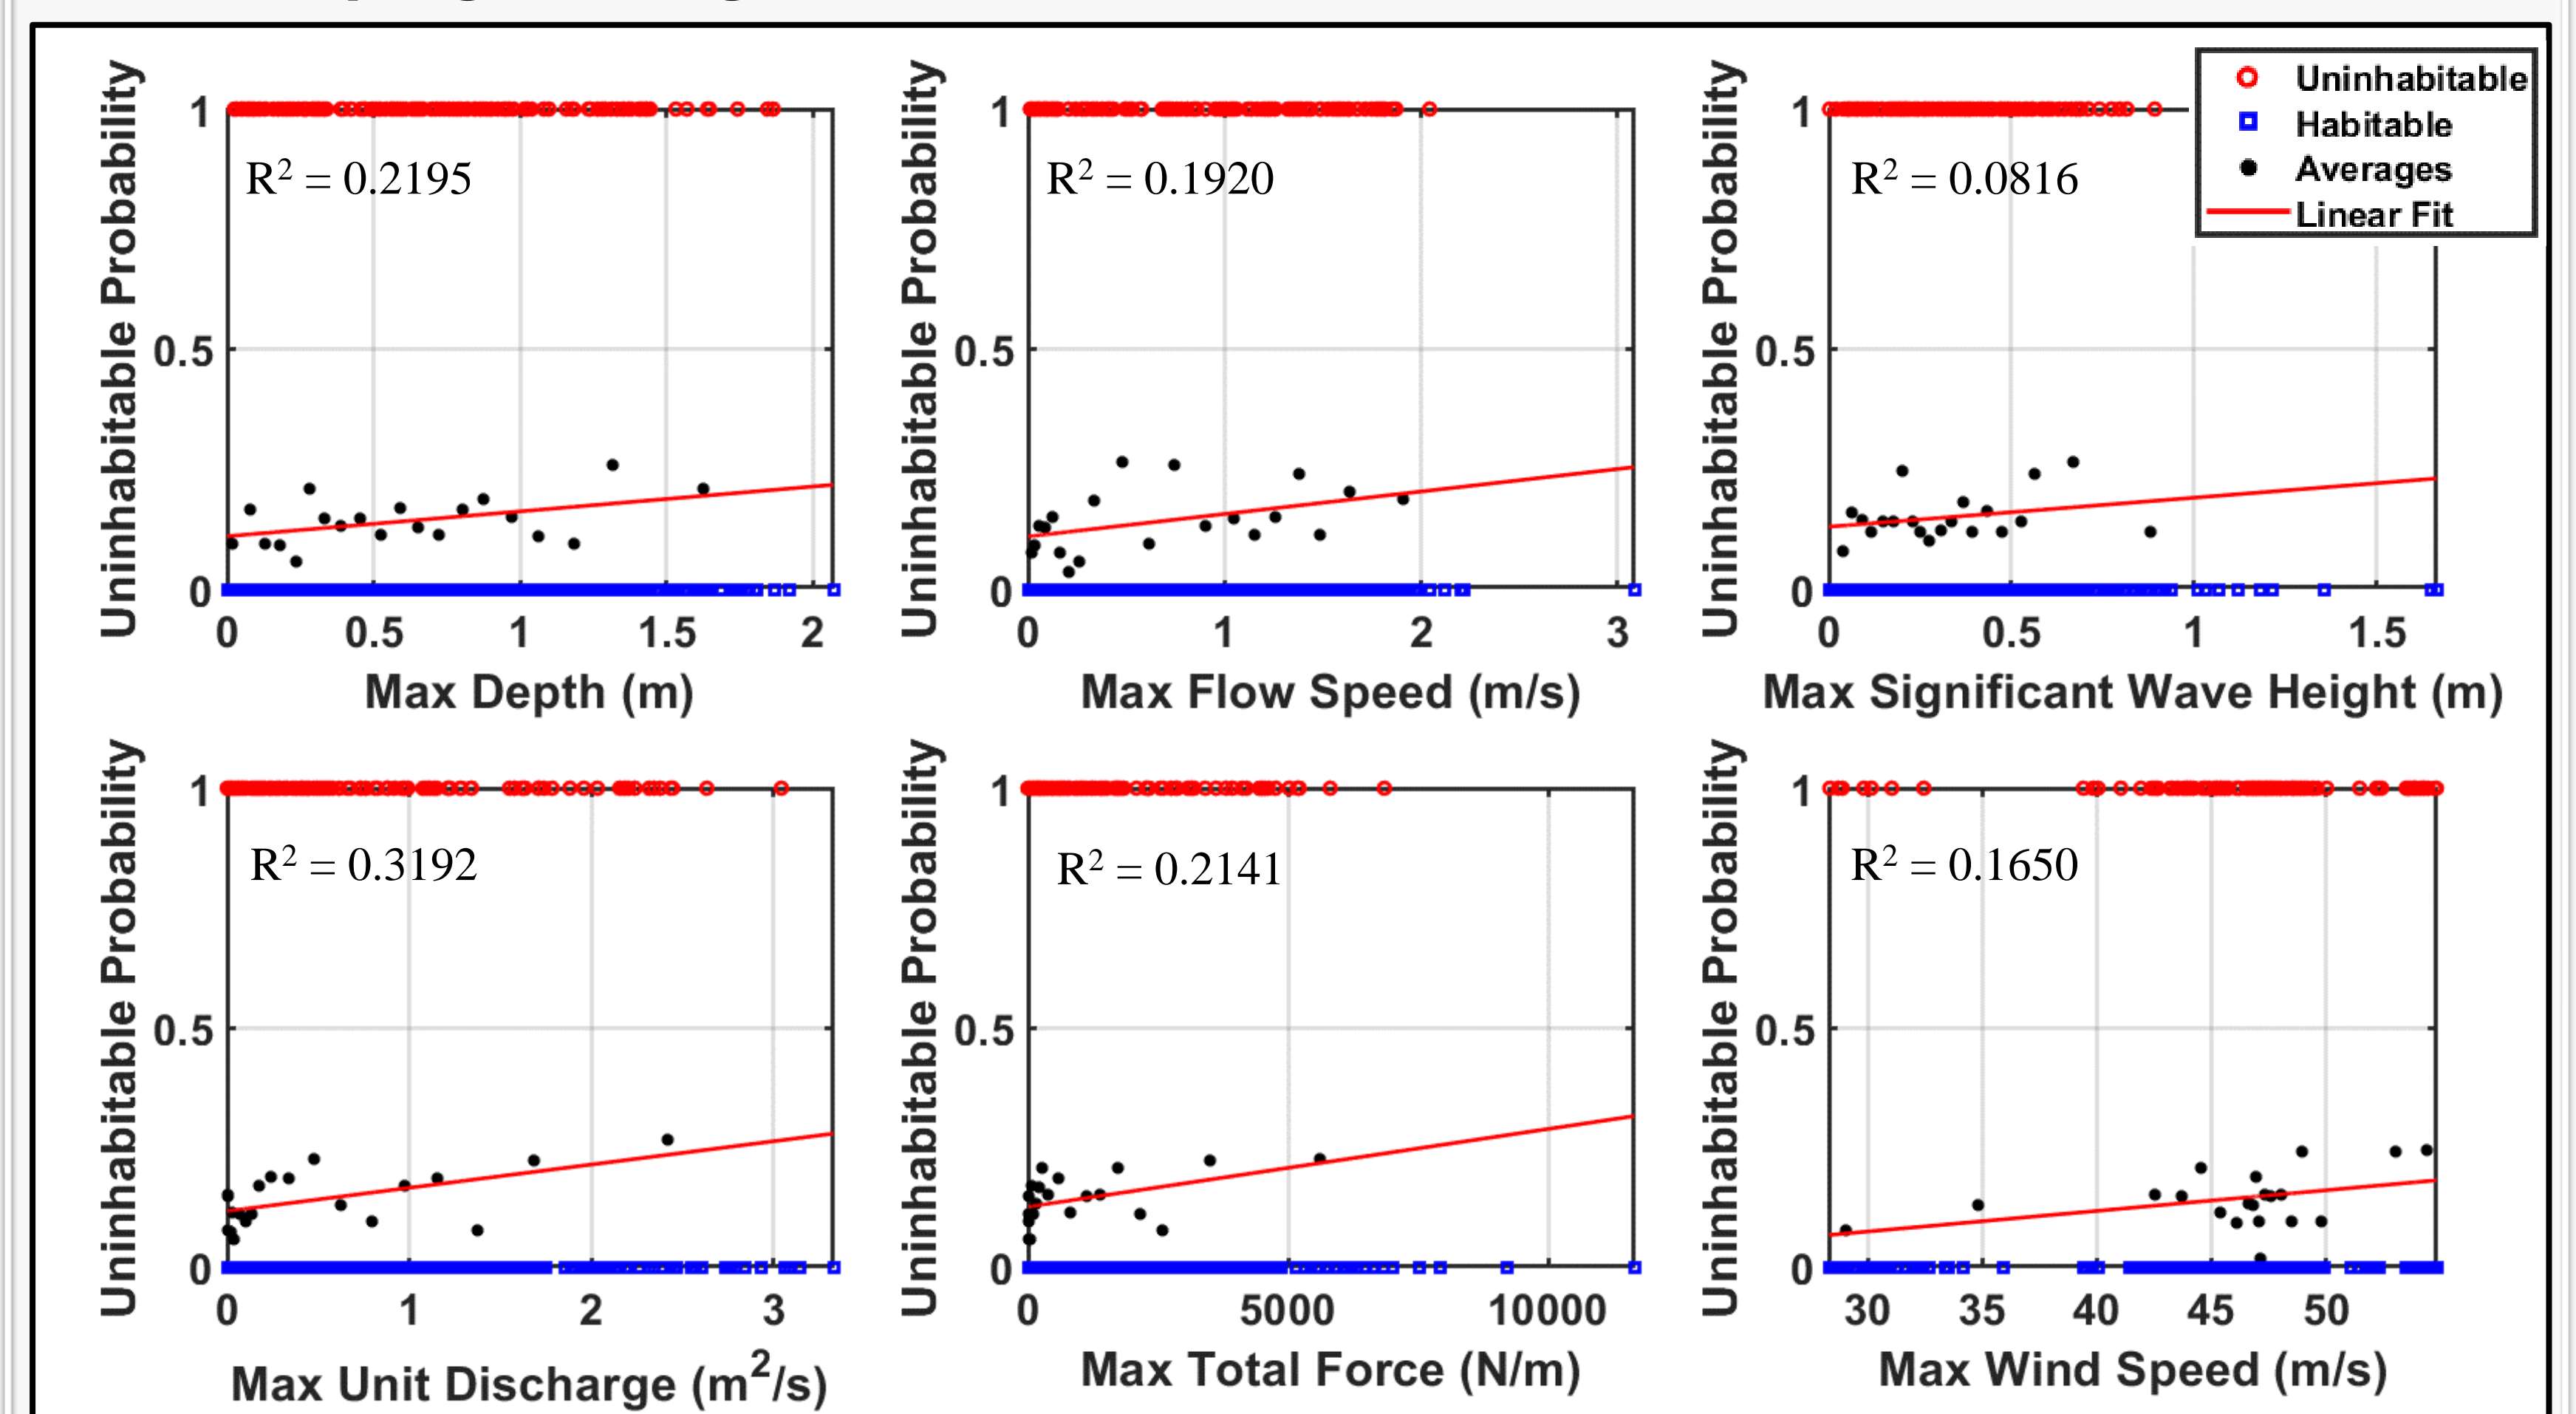 Uninhabitable
Habitable
Averages
Linear Fit
Uninhabitable Probability
1
0.5
0
R² = 0.2195
0 0.5 1 1.5 2
Max Depth (m)
Uninhabitable Probability
1
0.5
0
R² = 0.1920
0 1 2 3
Max Flow Speed (m/s)
Uninhabitable Probability
1
0.5
0
R² = 0.0816
0 0.5 1 1.5
Max Significant Wave Height (m)
Uninhabitable Probability
1
0.5
0
R² = 0.3192
0 1 2 3
Max Unit Discharge (m²/s)
Uninhabitable Probability
1
0.5
0
R² = 0.2141
0 5000 10000
Max Total Force (N/m)
Uninhabitable Probability
1
0.5
0
R² = 0.1650
30 35 40 45 50
Max Wind Speed (m/s)